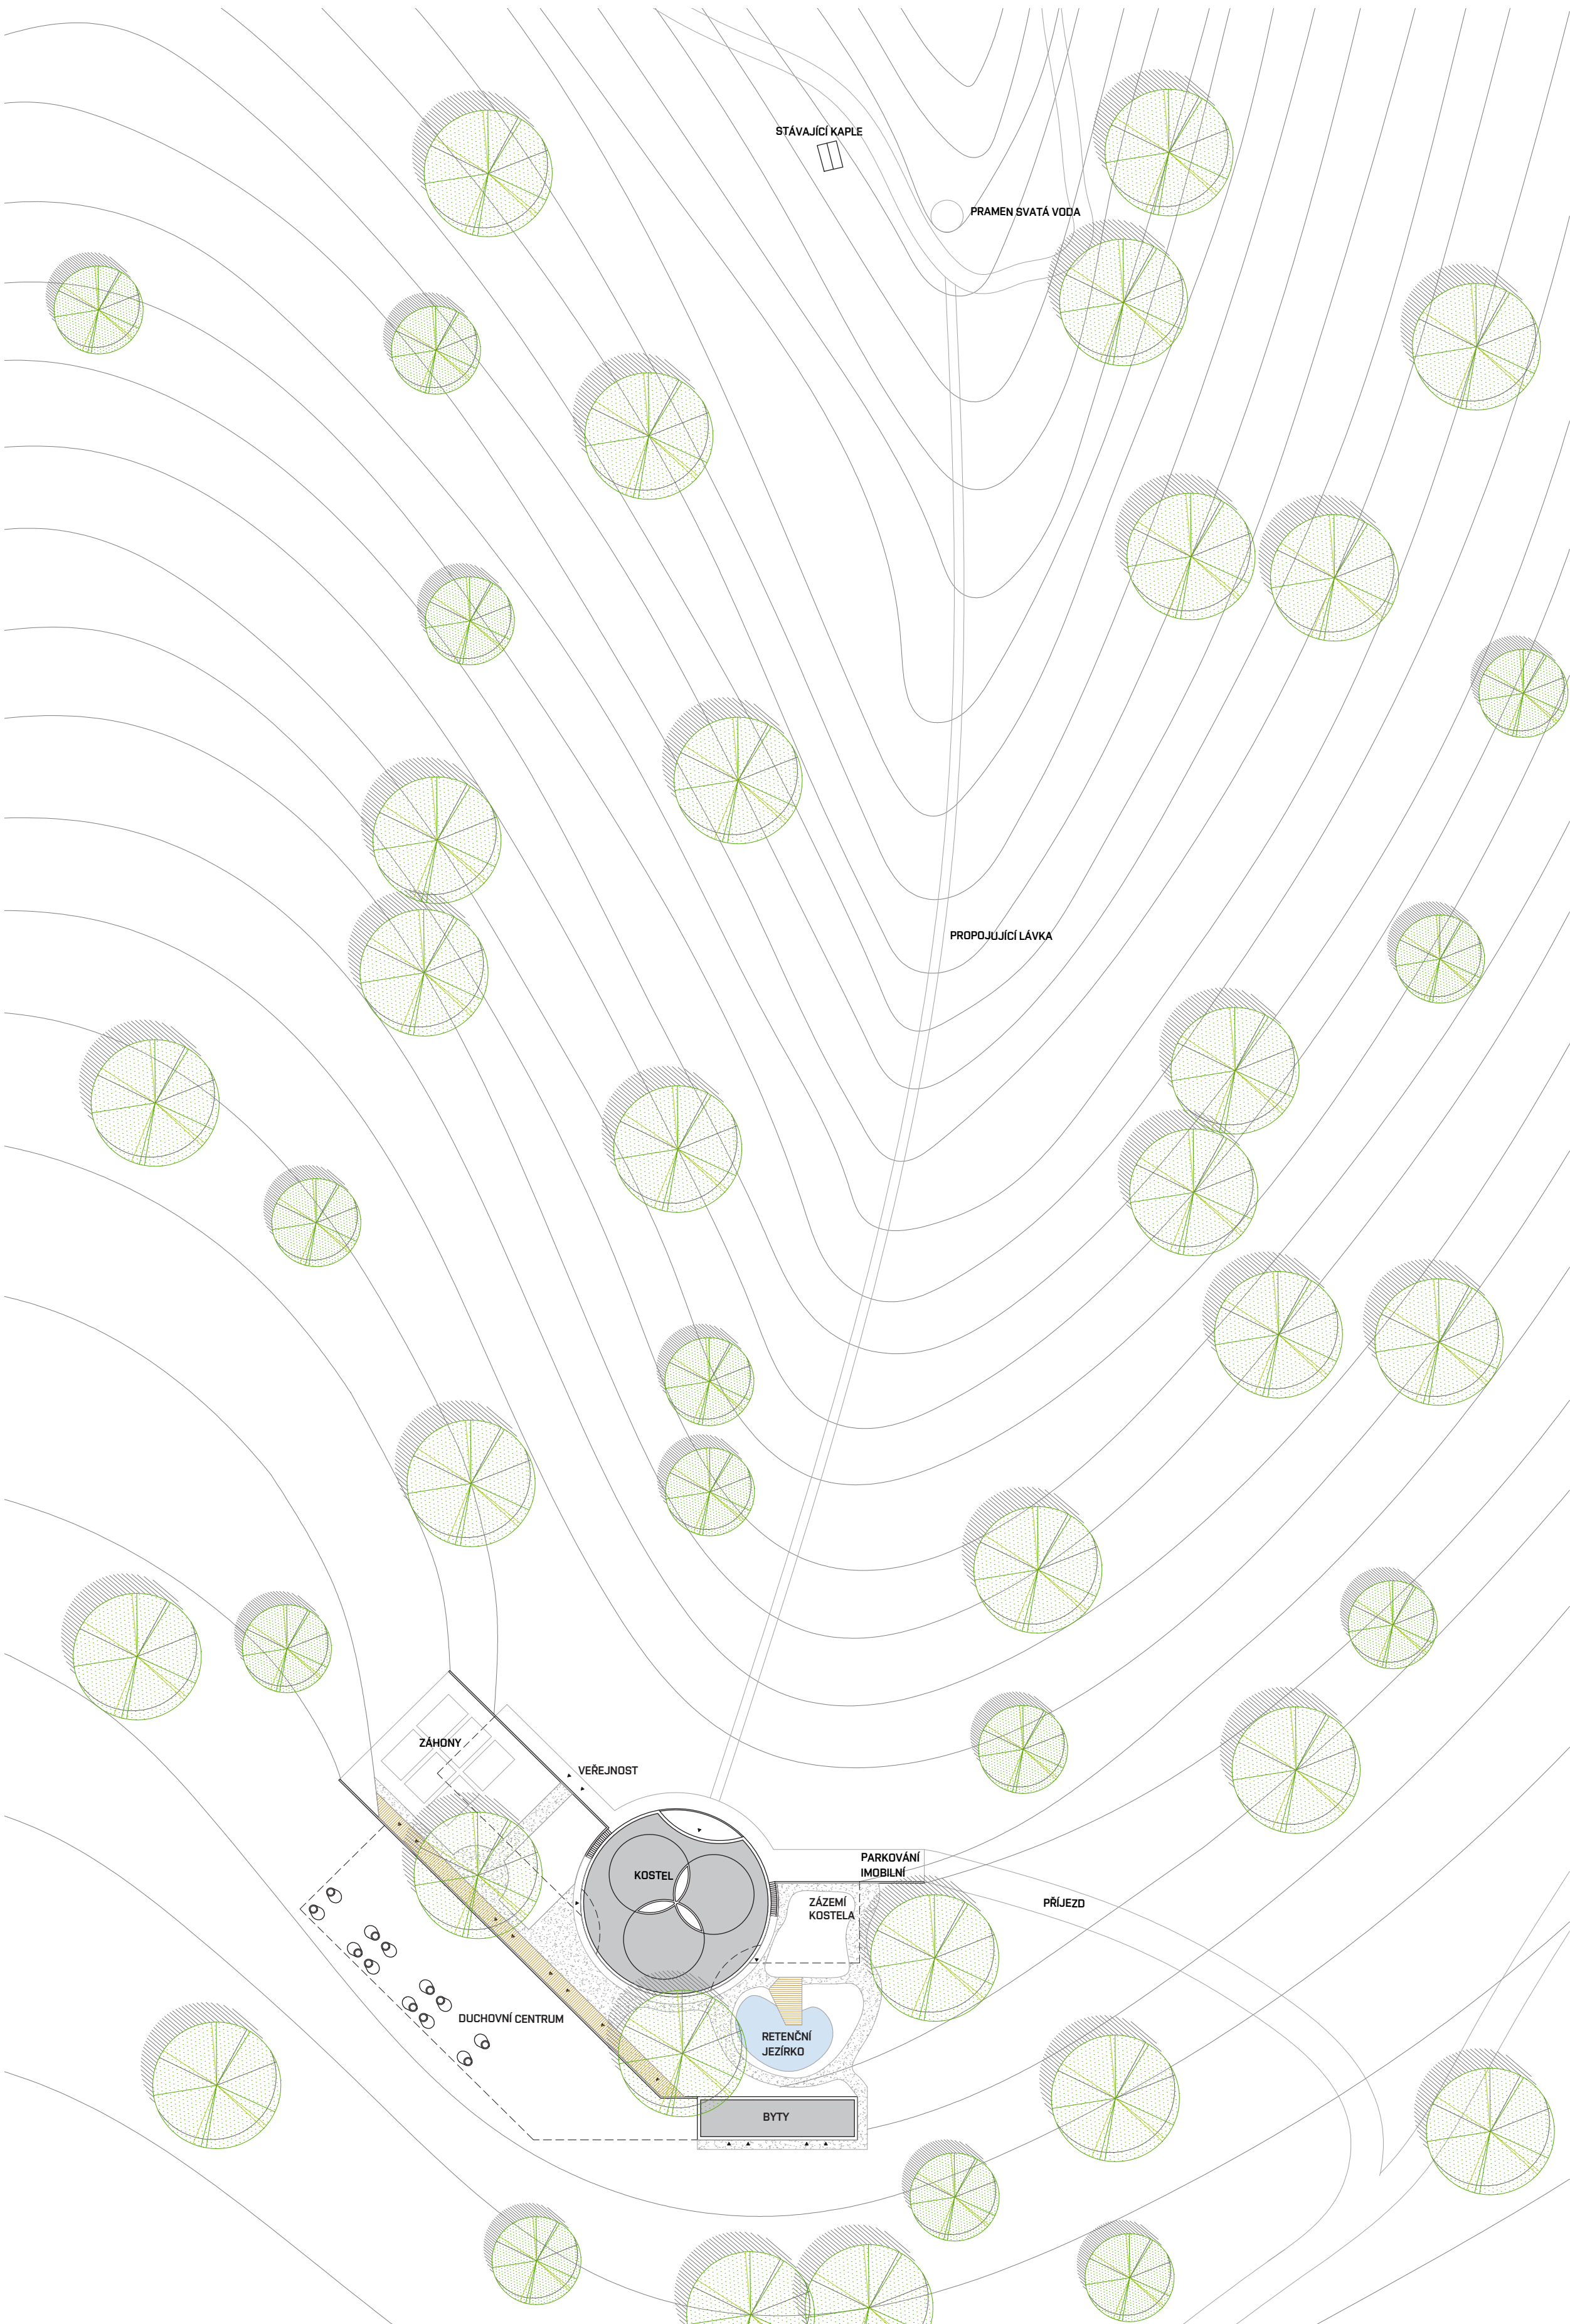 STÁVAJÍCÍ KAPLE
PRAMEN SVATÁ VODA
PROPOJUJÍCÍ LÁVKA
ZÁHONY
VEŘEJNOST
KOSTEL
PARKOVÁNÍ
IMOBILNÍ
ZÁZEMÍ
KOSTELA
PŘÍJEZD
DUCHOVNÍ CENTRUM
RETENČNÍ
JEZÍRKO
BYTY